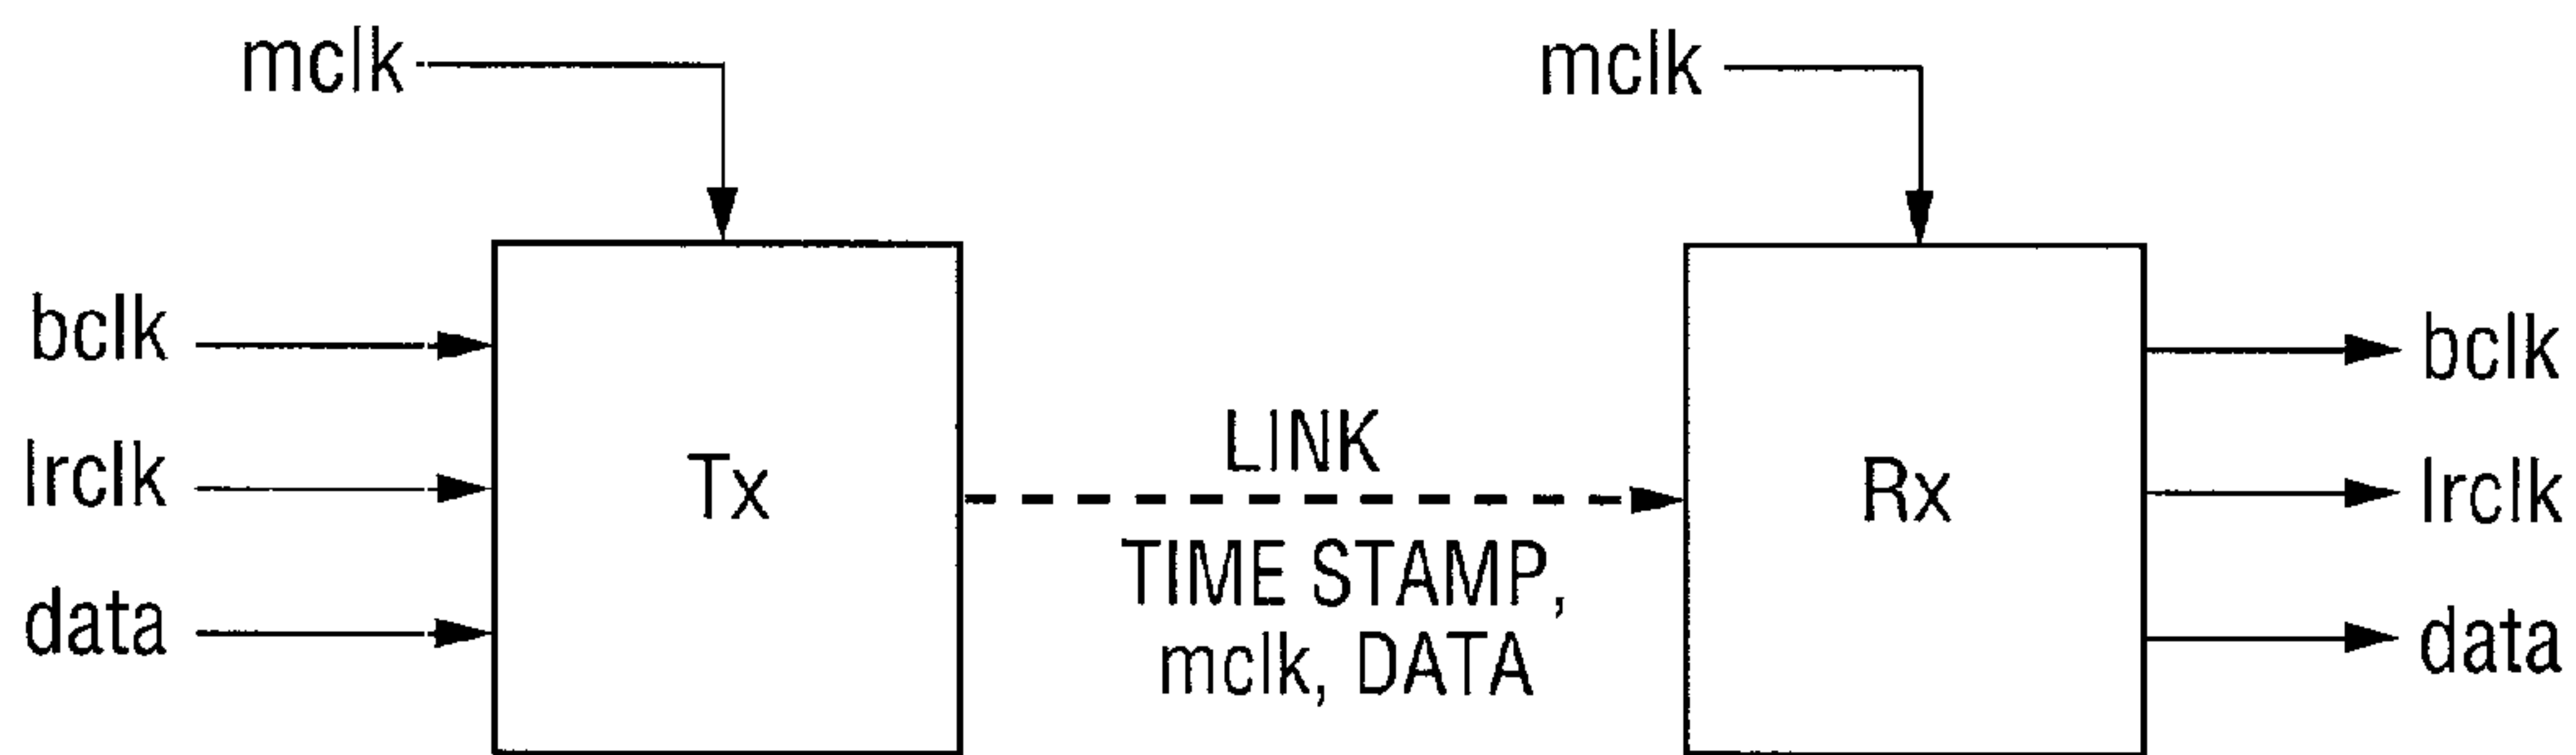 mclk
mclk
bclk
lrclk
data
Tx
LINK
TIME STAMP,
mclk, DATA
Rx
bclk
lrclk
data